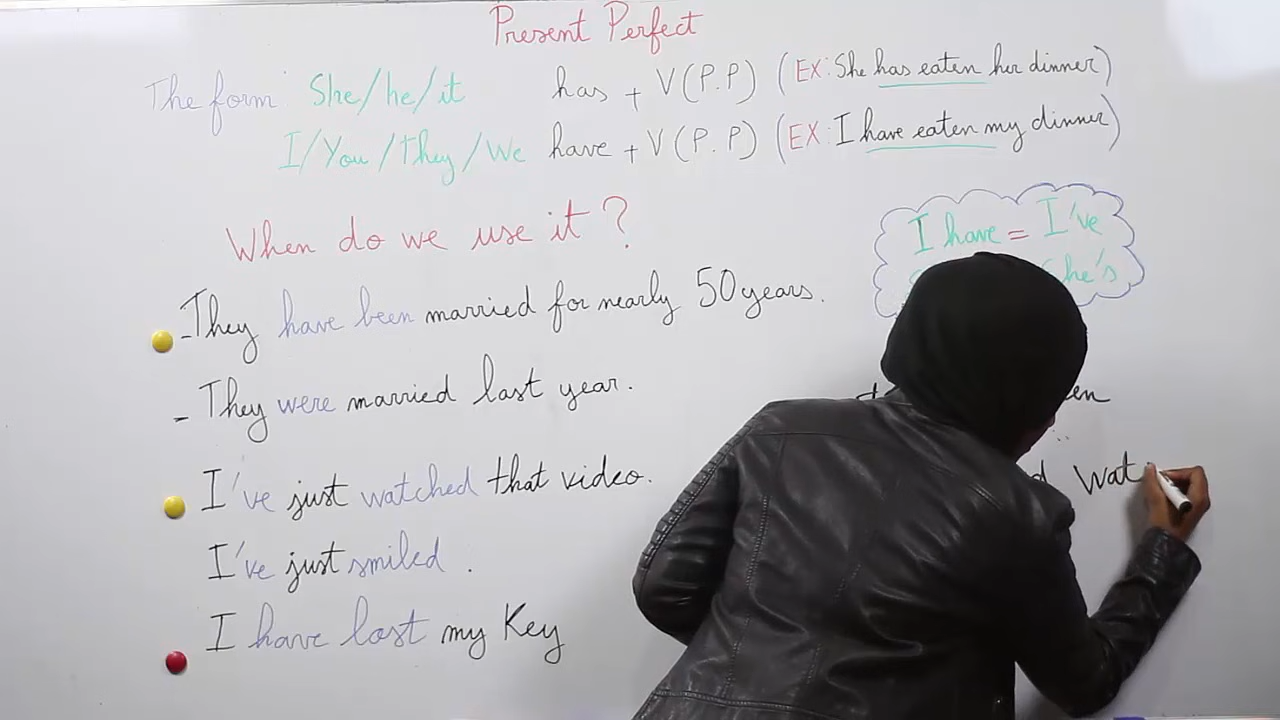 Present Perfect
The form: She/he/it has + V(P.P) (EX: She has eaten her dinner)
I/You/They/We have + V(P.P) (EX: I have eaten my dinner)
When do we use it?
I have = I've
he's
- They have been married for nearly 50 years.
- They were married last year.
I've just watched that video.
Wat
I've just smiled.
I have lost my Key